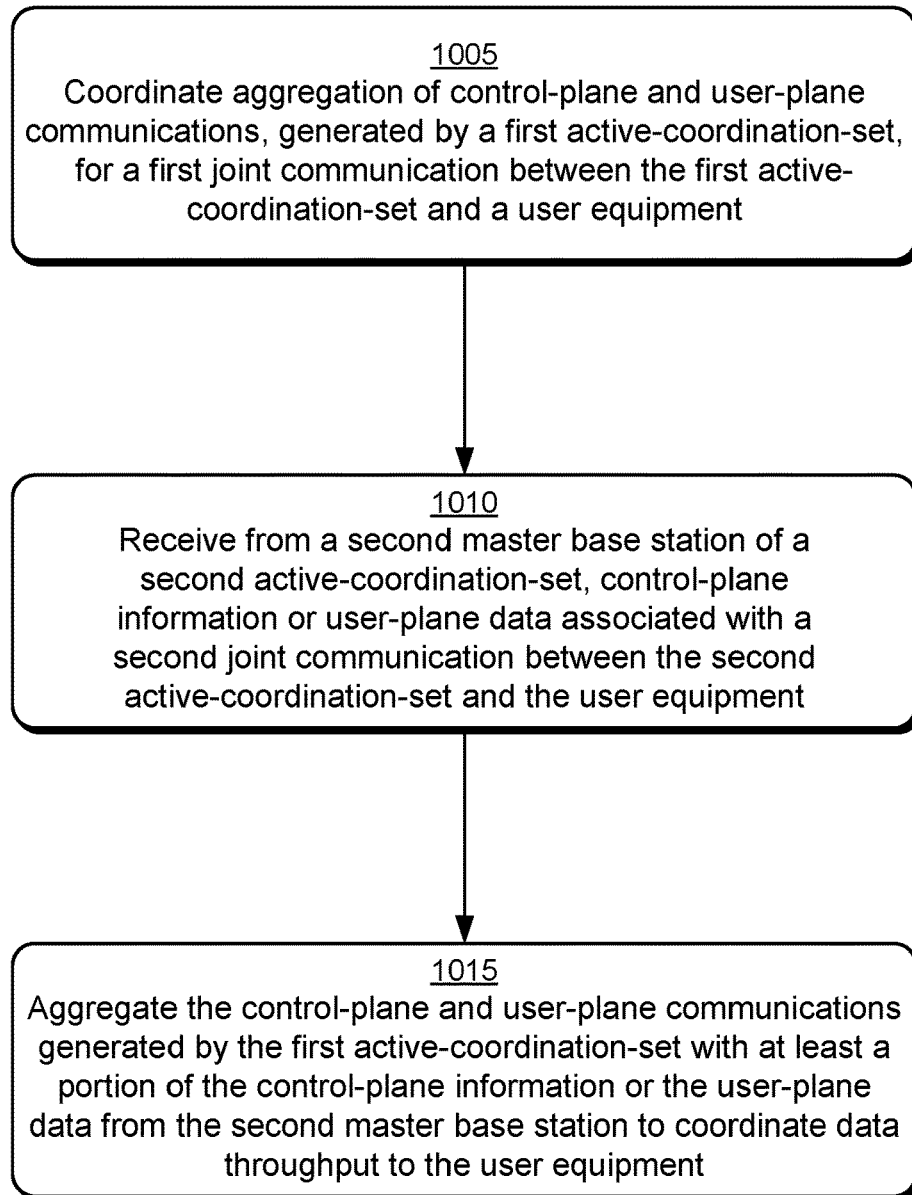 1005
Coordinate aggregation of control-plane and user-plane
communications, generated by a first active-coordination-set,
for a first joint communication between the first active-
coordination-set and a user equipment
1010
Receive from a second master base station of a
second active-coordination-set, control-plane
information or user-plane data associated with a
second joint communication between the second
active-coordination-set and the user equipment
1015
Aggregate the control-plane and user-plane communications
generated by the first active-coordination-set with at least a
portion of the control-plane information or the user-plane
data from the second master base station to coordinate data
throughput to the user equipment